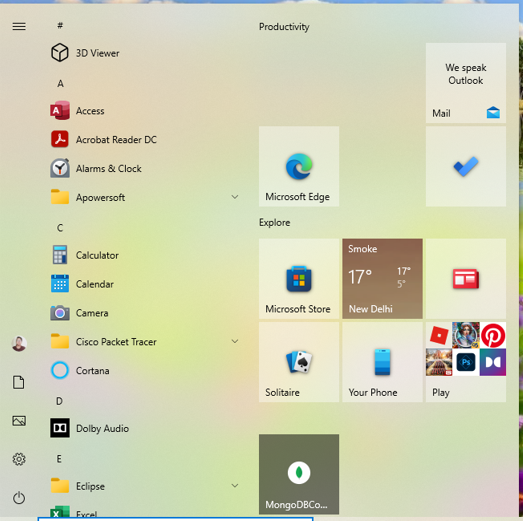 #
3D Viewer
A
Access
Acrobat Reader DC
Alarms & Clock
Apowersoft
C
Calculator
Calendar
Camera
Cisco Packet Tracer
Cortana
D
Dolby Audio
E
Eclipse
Excel
Productivity
We speak
Outlook
Mail
Microsoft Edge
Explore
Microsoft Store
Smoke
17°
17°
5°
New Delhi
Solitaire
Your Phone
Ps
Play
MongoDBCo...